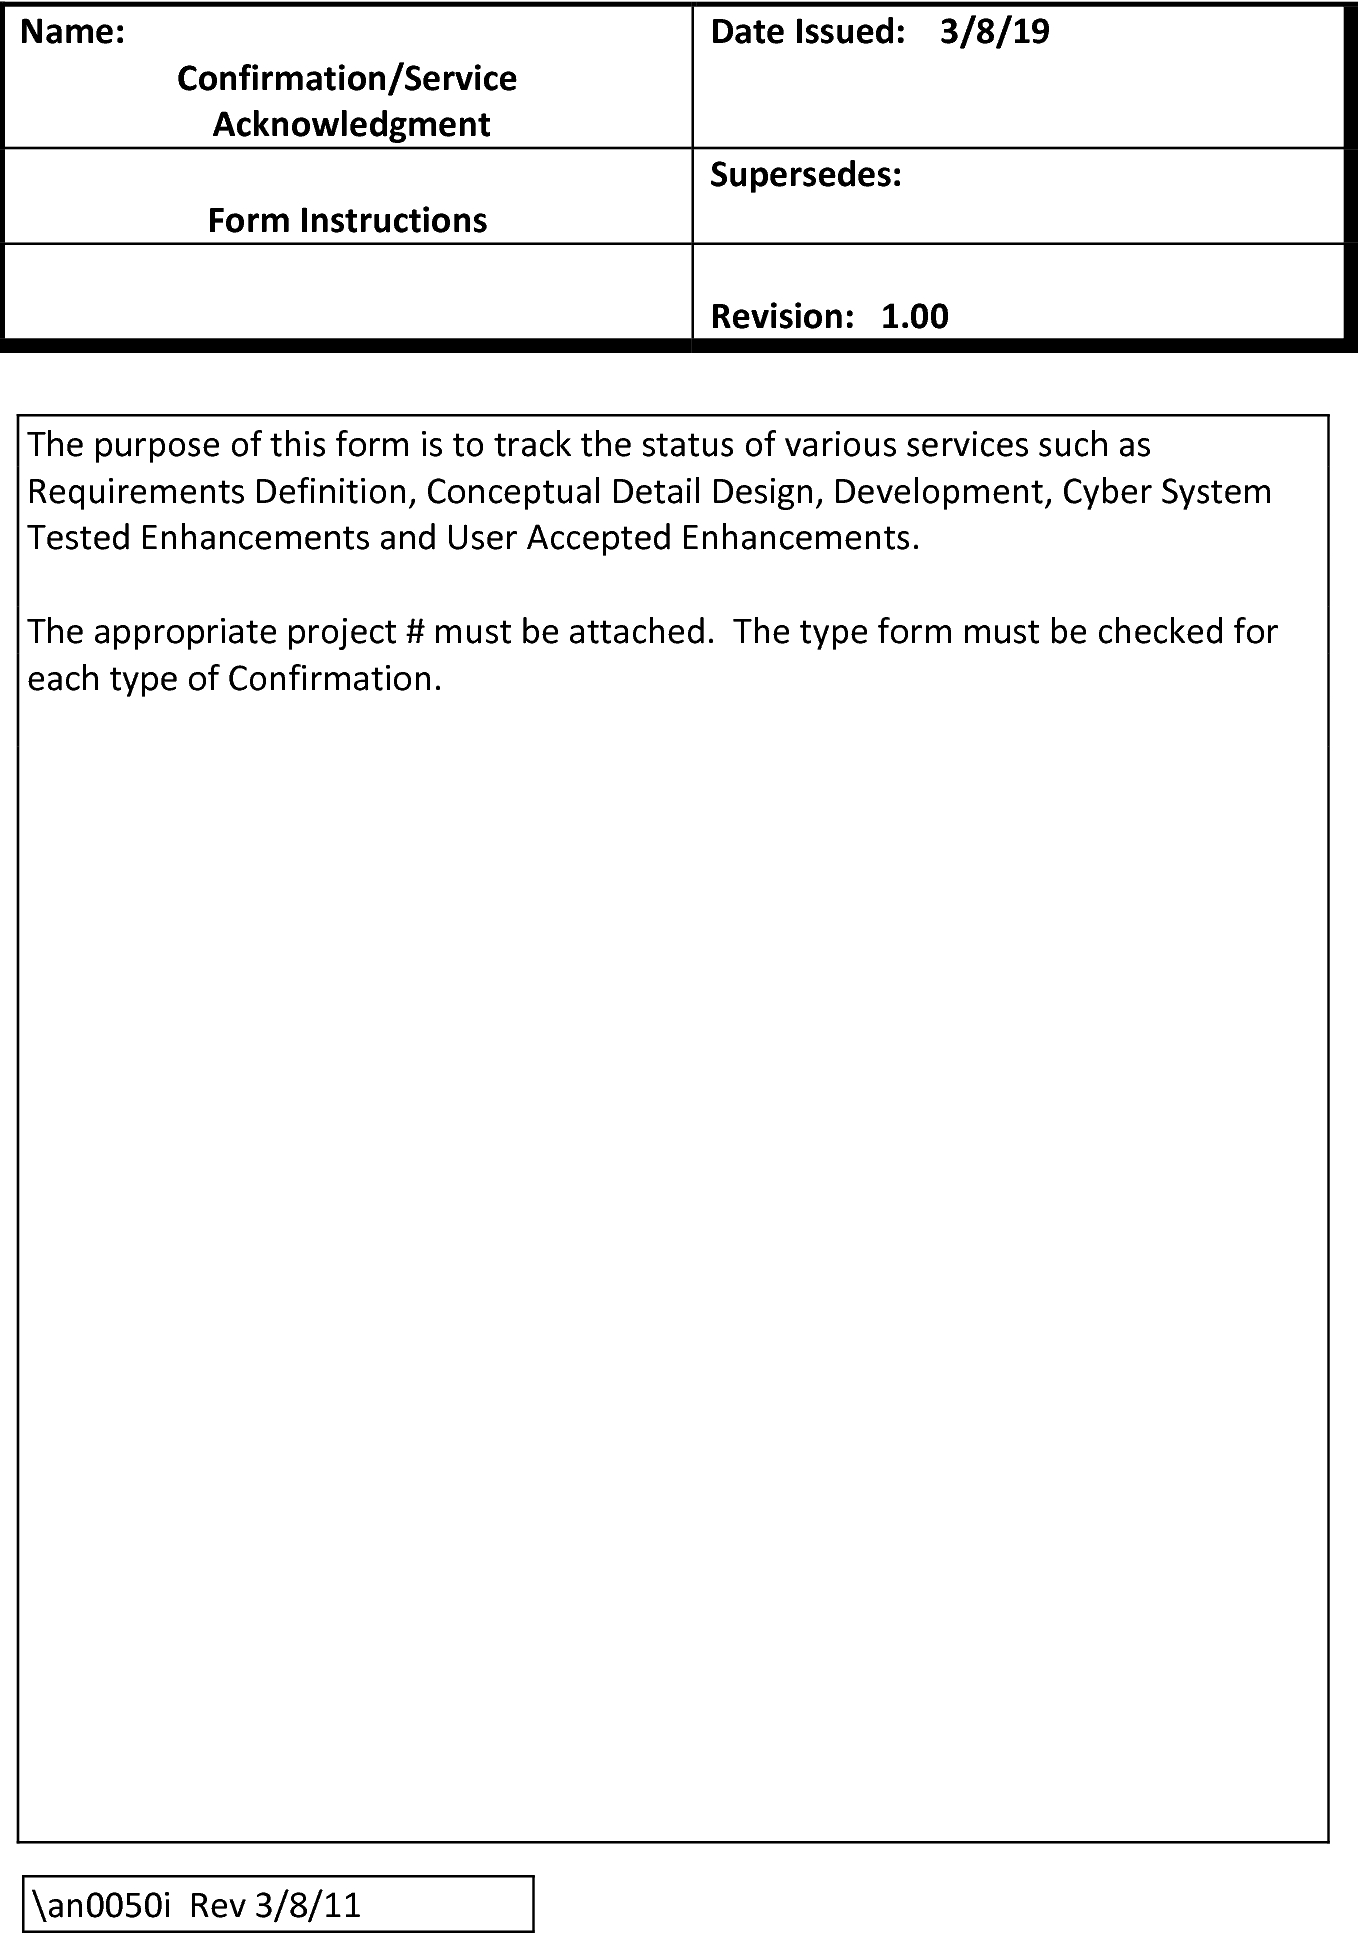 Name:
Confirmation/Service
Acknowledgment
Date Issued:   3/8/19
Form Instructions
Supersedes:
Revision:   1.00
The purpose of this form is to track the status of various services such as
Requirements Definition, Conceptual Detail Design, Development, Cyber System
Tested Enhancements and User Accepted Enhancements.
The appropriate project # must be attached.  The type form must be checked for
each type of Confirmation.
\an0050i  Rev 3/8/11